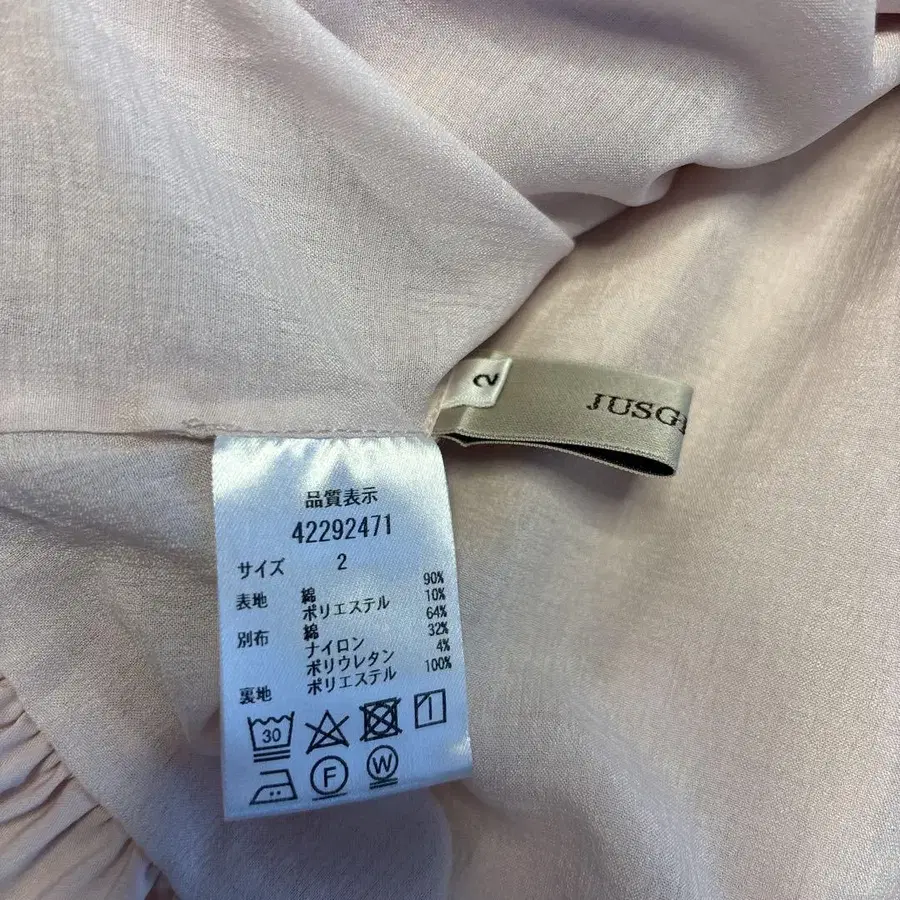 2
JUSG
品質表示
42292471
サイズ 2
表地 綿 90%
ポリエステル 10%
別布 綿 64%
ナイロン 32%
ポリウレタン 4%
裏地 ポリエステル 100%
30
F W